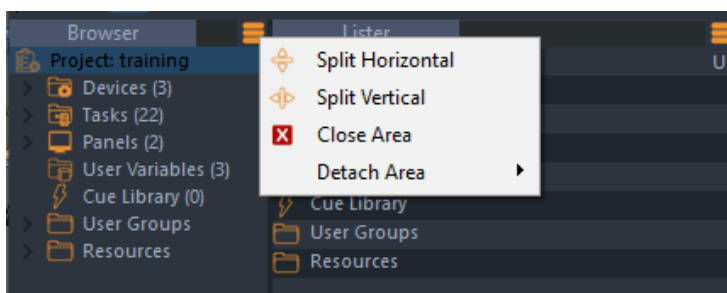 Browser
Project: training
Devices (3)
Tasks (22)
Panels (2)
User Variables (3)
Cue Library (0)
User Groups
Resources
Split Horizontal
Split Vertical
Close Area
Detach Area
Lister
U
Cue Library
User Groups
Resources